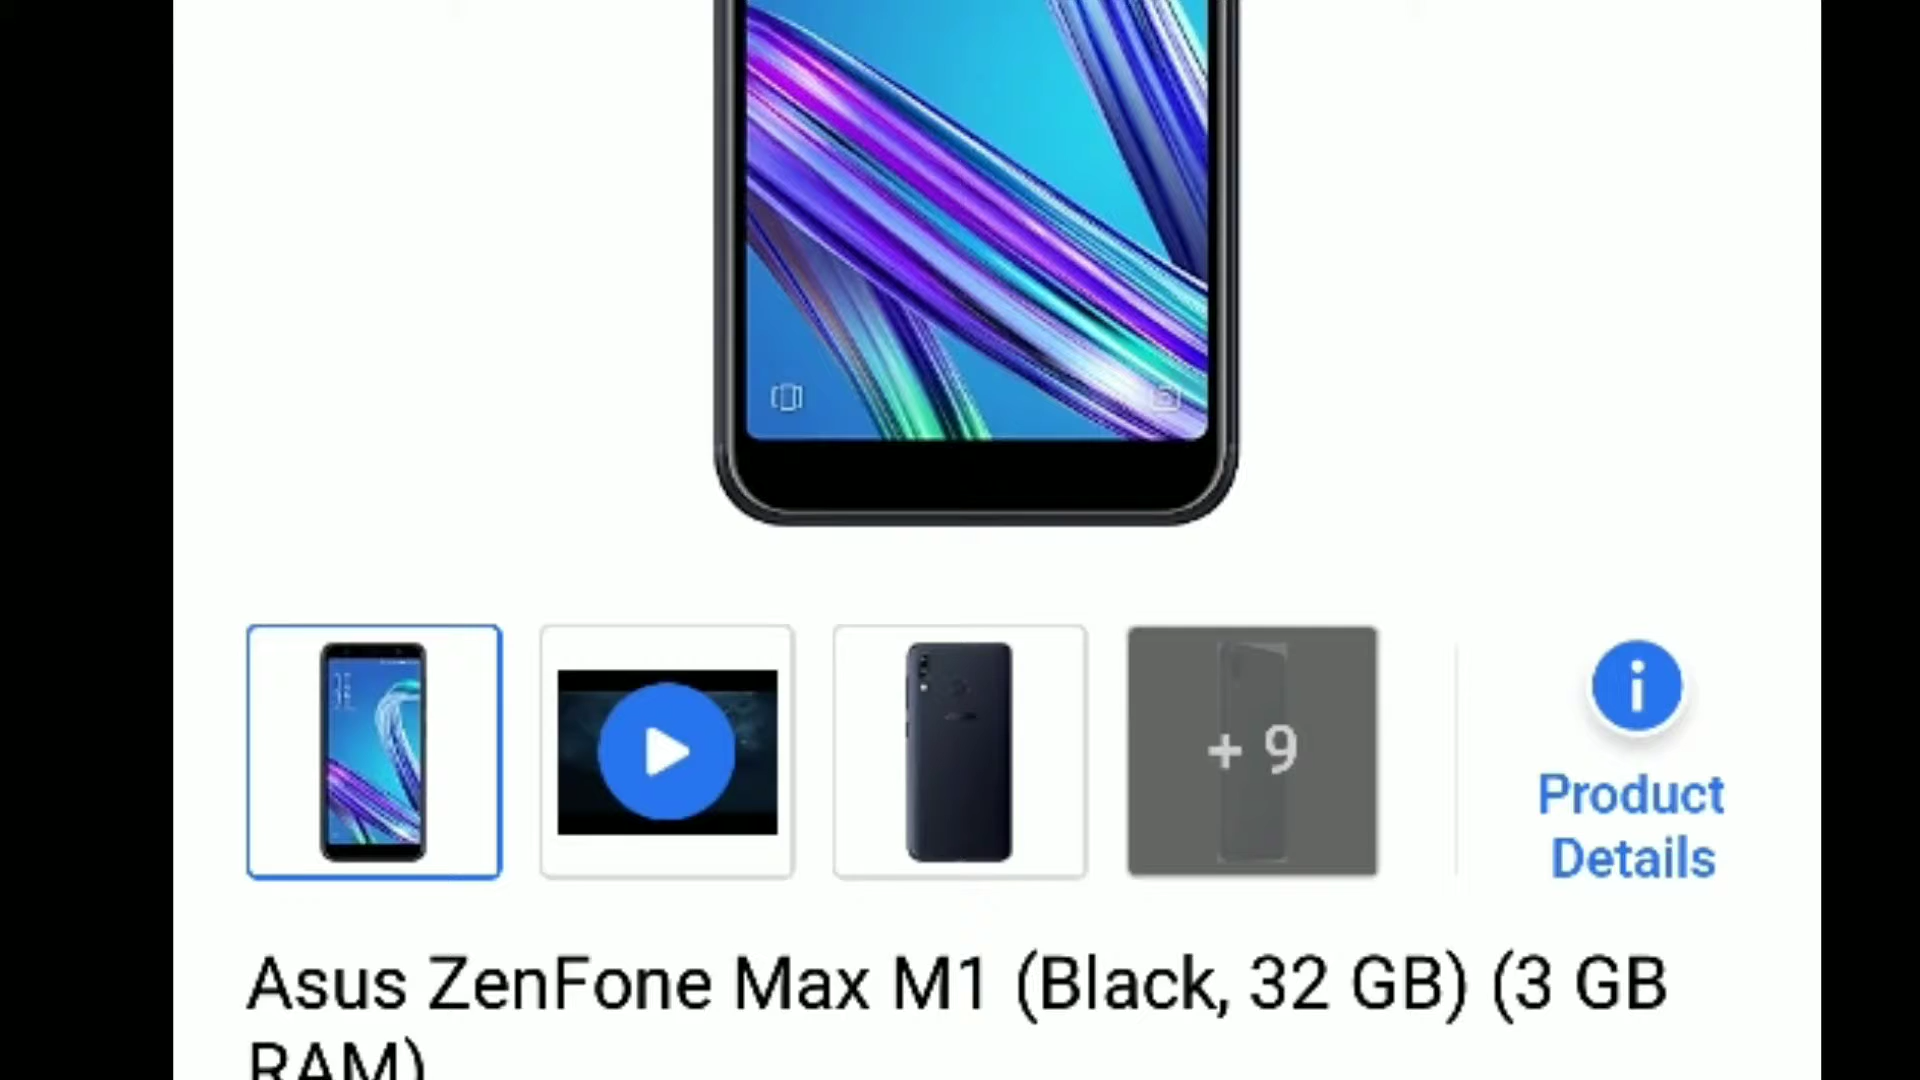 + 9
Product
Details
Asus ZenFone Max M1 (Black, 32 GB) (3 GB
RAM)